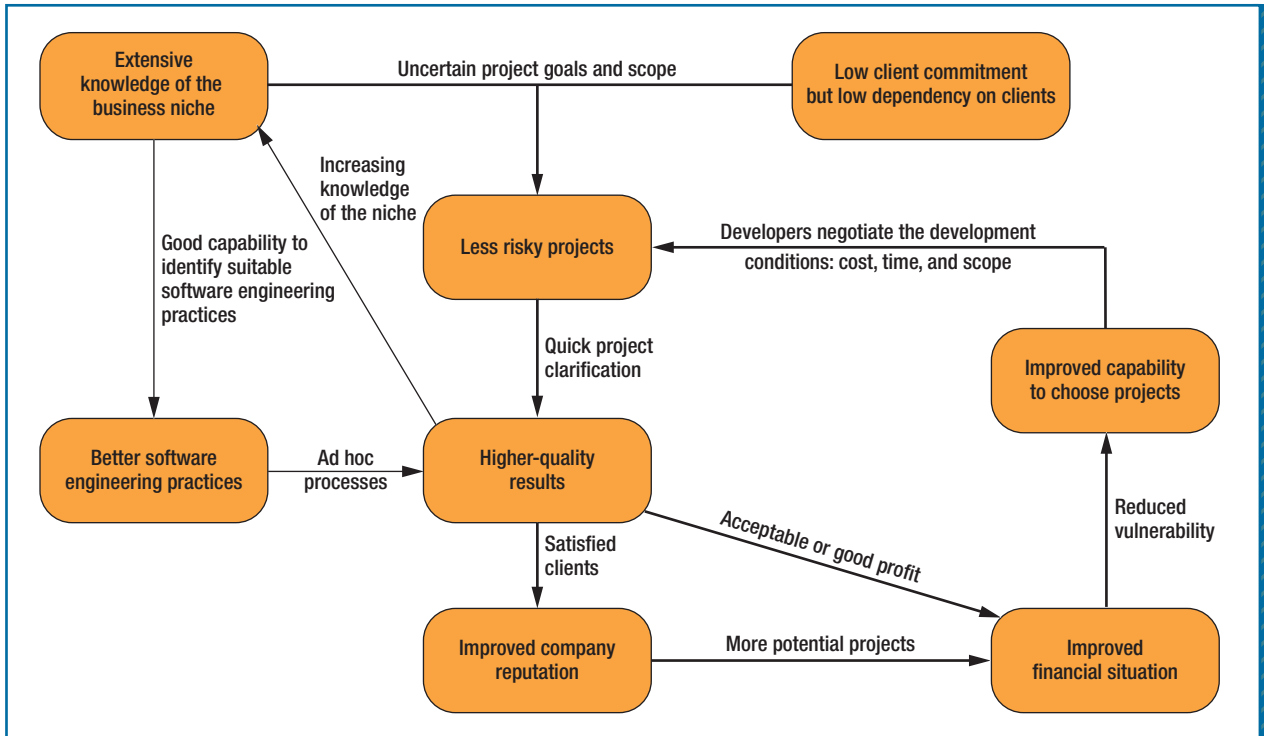 Extensive
knowledge of the
business niche
Uncertain project goals and scope
Low client commitment
but low dependency on clients
Increasing
knowledge
of the niche
Good capability to
identify suitable
software engineering
practices
Less risky projects
Developers negotiate the development
conditions: cost, time, and scope
Quick project
clarification
Improved capability
to choose projects
Better software
engineering practices
Ad hoc
processes
Higher-quality
results
Reduced
vulnerability
Acceptable or good profit
Satisfied
clients
Improved company
reputation
More potential projects
Improved
financial situation